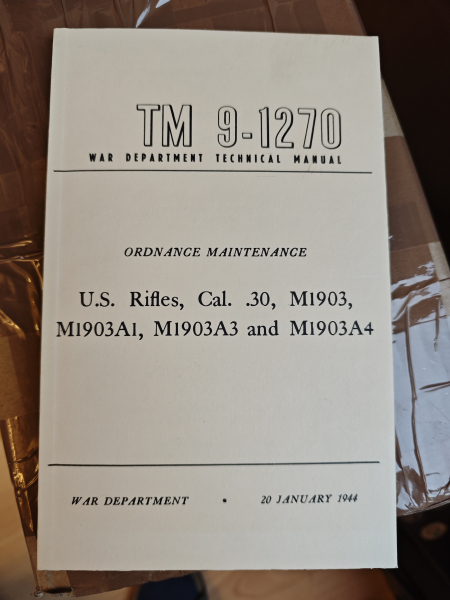 TM 9-1270
WAR DEPARTMENT TECHNICAL MANUAL
ORDNANCE MAINTENANCE
U.S. Rifles, Cal. .30, M1903,
M1903A1, M1903A3 and M1903A4
WAR DEPARTMENT • 20 JANUARY 1944